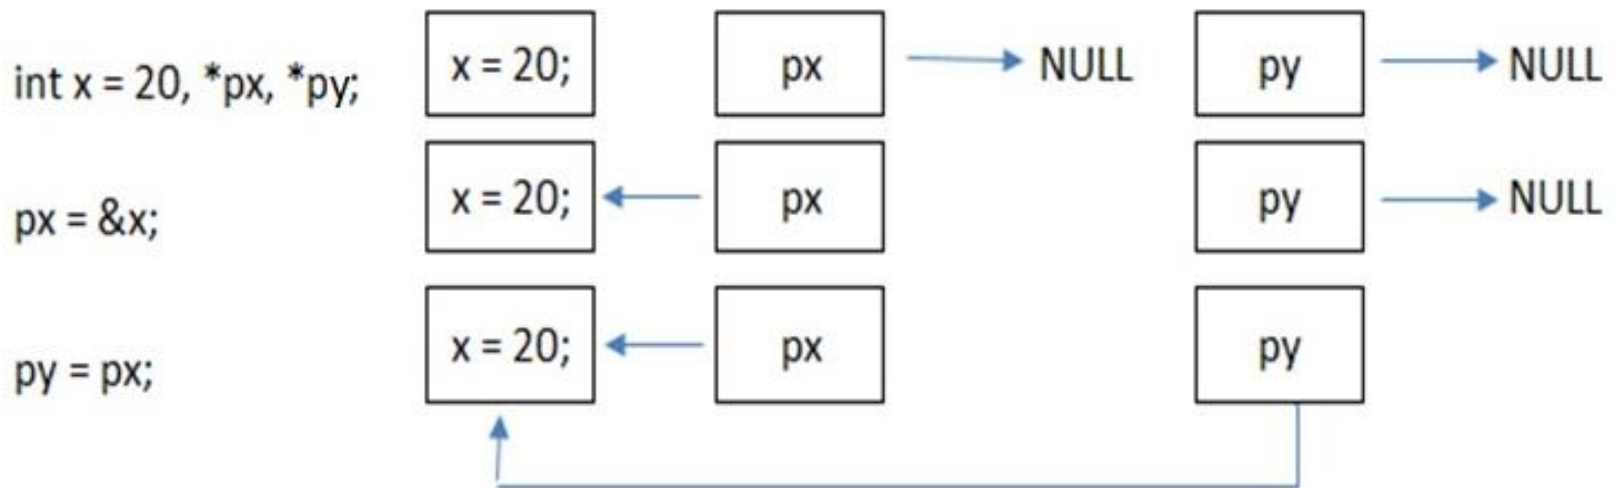 int x = 20, *px, *py; x = 20; px NULL py NULL
px = &x; x = 20; px py NULL
py = px; x = 20; px py